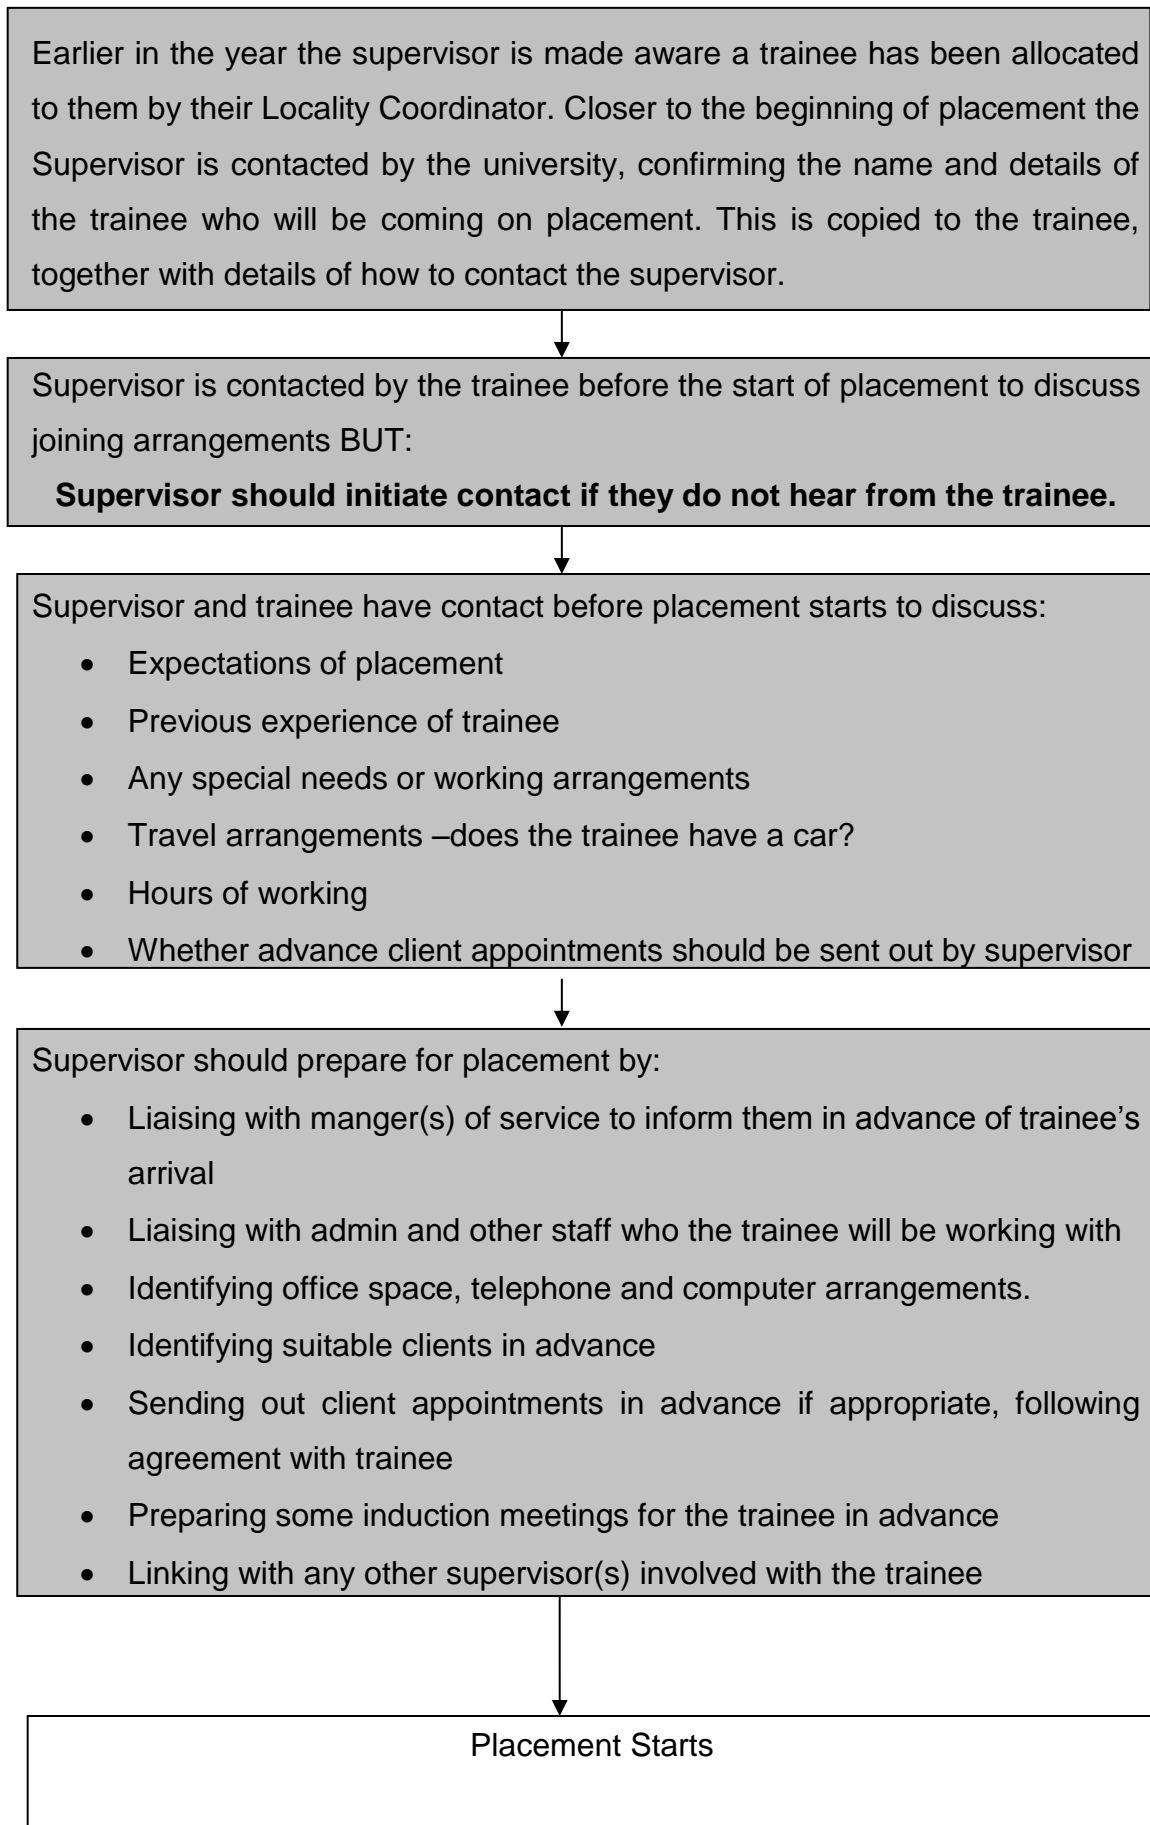 Earlier in the year the supervisor is made aware a trainee has been allocated
to them by their Locality Coordinator. Closer to the beginning of placement the
Supervisor is contacted by the university, confirming the name and details of
the trainee who will be coming on placement. This is copied to the trainee,
together with details of how to contact the supervisor.
Supervisor is contacted by the trainee before the start of placement to discuss
joining arrangements BUT:
Supervisor should initiate contact if they do not hear from the trainee.
Supervisor and trainee have contact before placement starts to discuss:
• Expectations of placement
• Previous experience of trainee
• Any special needs or working arrangements
• Travel arrangements –does the trainee have a car?
• Hours of working
• Whether advance client appointments should be sent out by supervisor
Supervisor should prepare for placement by:
• Liaising with manger(s) of service to inform them in advance of trainee’s
arrival
• Liaising with admin and other staff who the trainee will be working with
• Identifying office space, telephone and computer arrangements.
• Identifying suitable clients in advance
• Sending out client appointments in advance if appropriate, following
agreement with trainee
• Preparing some induction meetings for the trainee in advance
• Linking with any other supervisor(s) involved with the trainee
Placement Starts